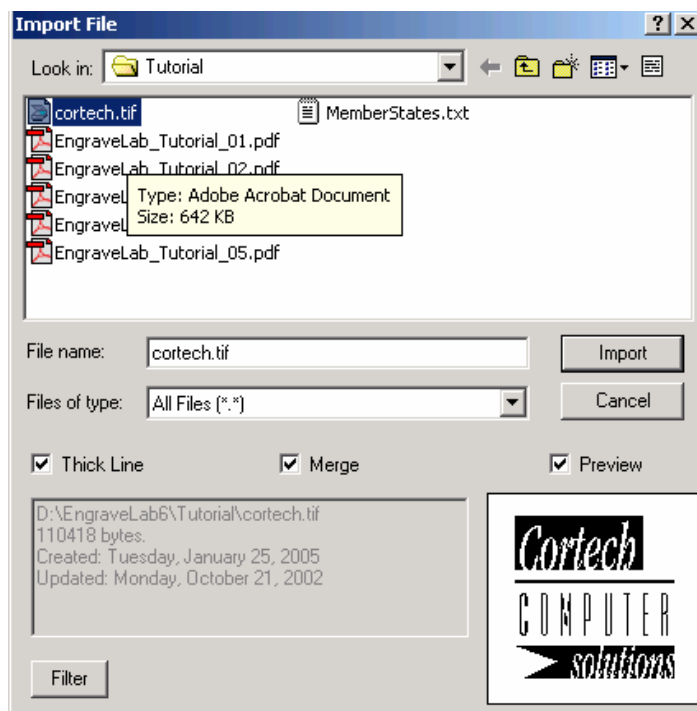 Import File
Look in: Tutorial
cortech.tif MemberStates.txt
EngraveLab_Tutorial_01.pdf
EngraveLab_Tutorial_02.pdf
EngraveL
Type: Adobe Acrobat Document
EngraveL
Size: 642 KB
EngraveLab_Tutorial_05.pdf
File name: cortech.tif Import
Files of type: All Files (*.*) Cancel
Thick Line Merge Preview
D:\EngraveLab6\Tutorial\cortech.tif
110418 bytes.
Created: Tuesday, January 25, 2005
Updated: Monday, October 21, 2002
Cortech
COMPUTER
solutions
Filter